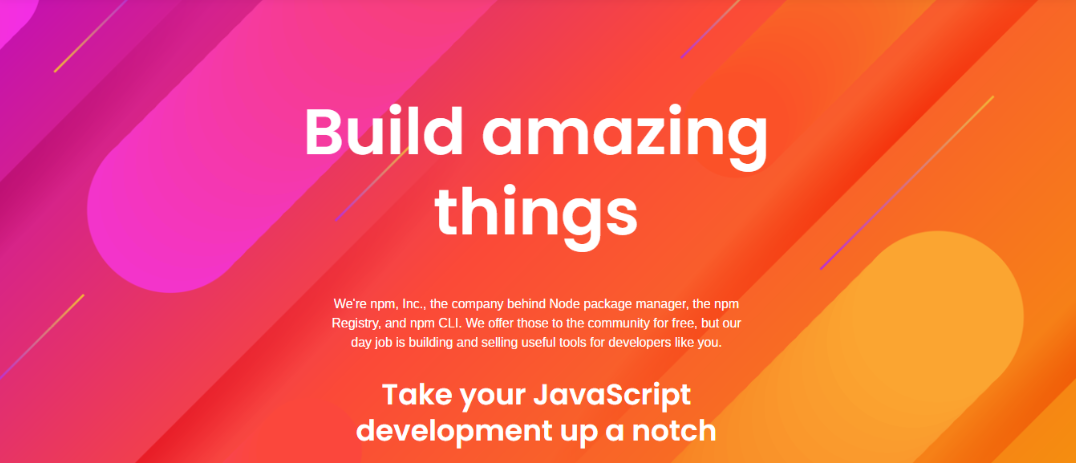 Build amazing
things
We're npm, Inc., the company behind Node package manager, the npm
Registry, and npm CLI. We offer those to the community for free, but our
day job is building and selling useful tools for developers like you.
Take your JavaScript
development up a notch